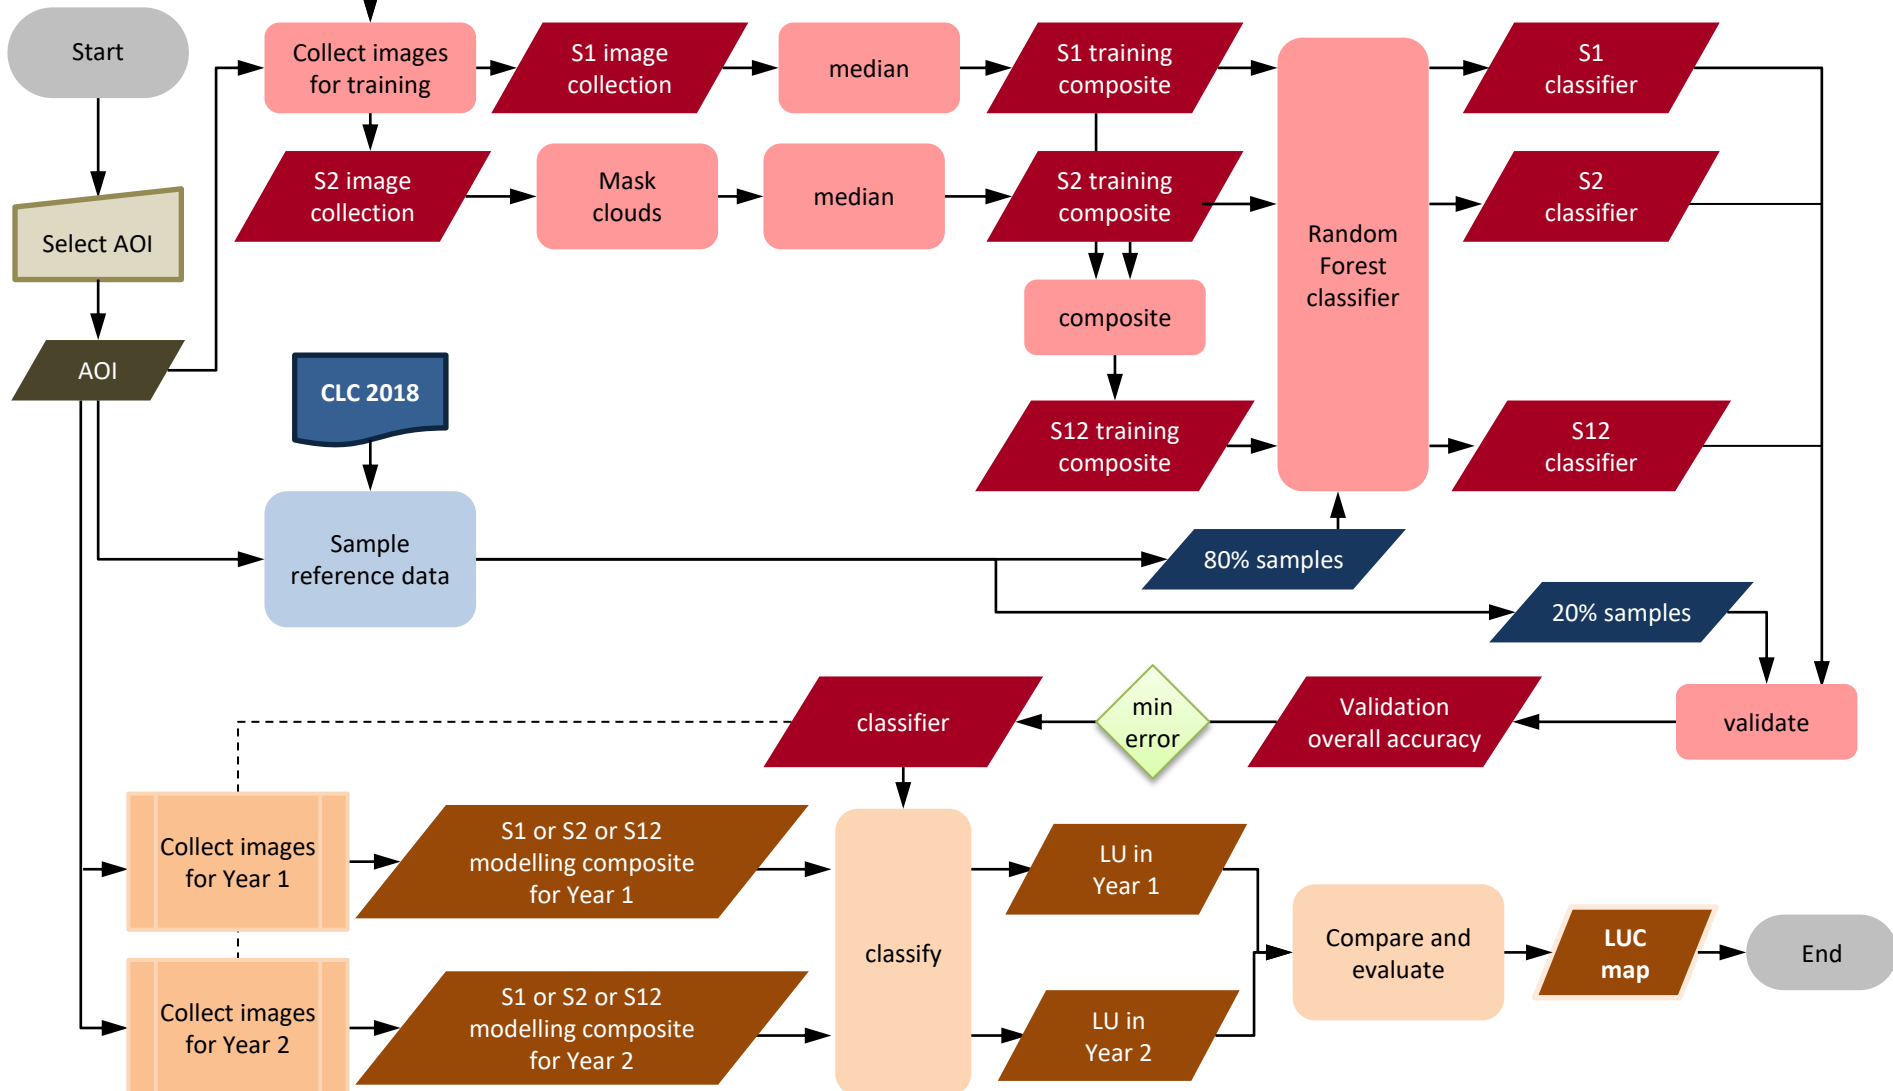 Start
Collect images
for training
S1 image
collection
median
S1 training
composite
S1
classifier
S2 image
collection
Mask
clouds
median
S2 training
composite
S2
classifier
Select AOI
Random
Forest
classifier
composite
AOI
CLC 2018
S12 training
composite
S12
classifier
Sample
reference data
80% samples
20% samples
classifier
min
error
Validation
overall accuracy
validate
Collect images
for Year 1
S1 or S2 or S12
modelling composite
for Year 1
LU in
Year 1
classify
Compare and
evaluate
LUC
map
End
Collect images
for Year 2
S1 or S2 or S12
modelling composite
for Year 2
LU in
Year 2